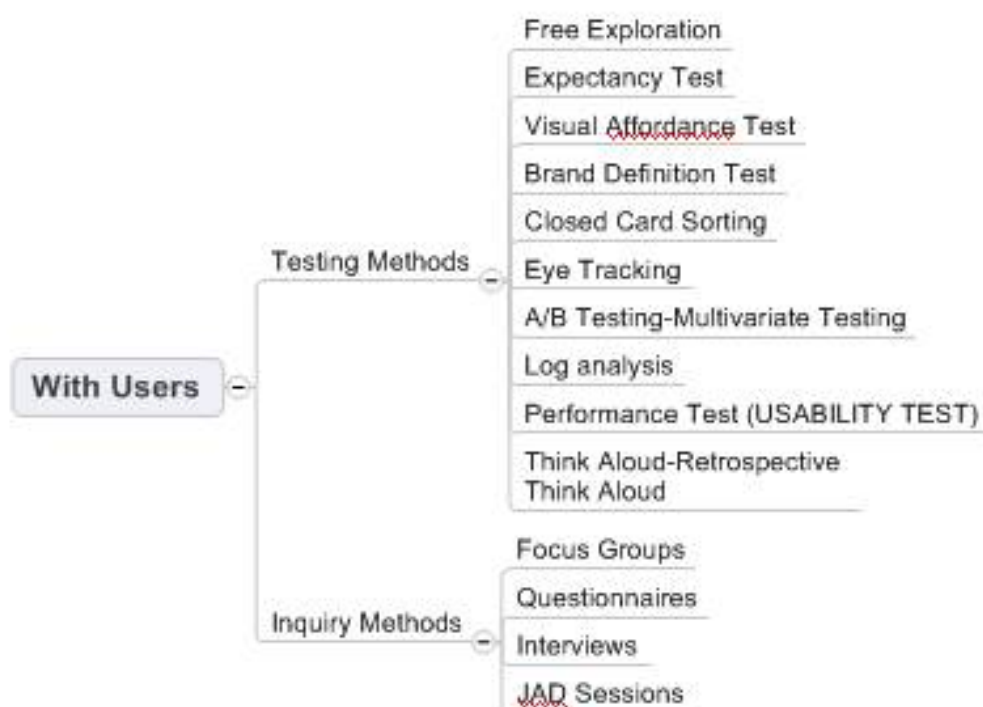 With Users
Testing Methods
Free Exploration
Expectancy Test
Visual Affordance Test
Brand Definition Test
Closed Card Sorting
Eye Tracking
A/B Testing-Multivariate Testing
Log analysis
Performance Test (USABILITY TEST)
Think Aloud-Retrospective
Think Aloud
Inquiry Methods
Focus Groups
Questionnaires
Interviews
JAD Sessions